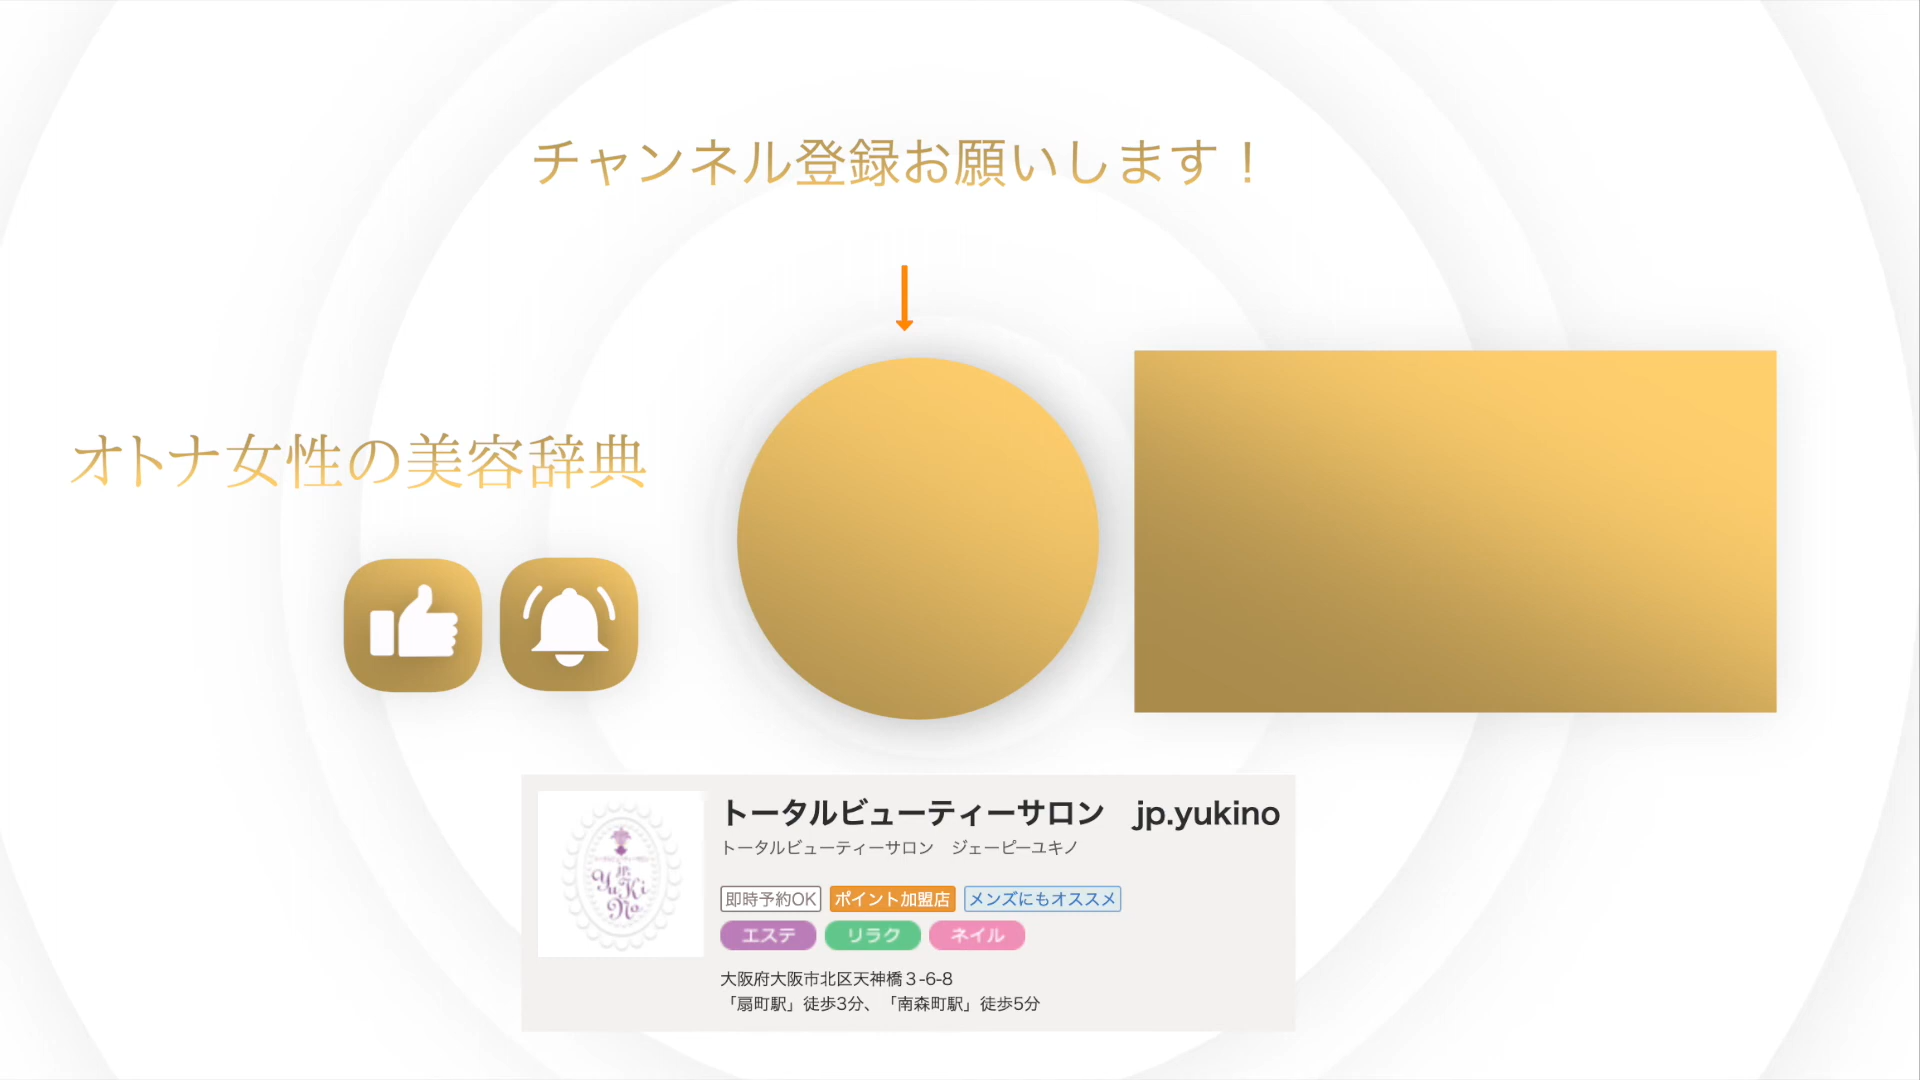 チャンネル登録お願いします！
オトナ女性の美容辞典
トータルビューティーサロン　jp.yukino
トータルビューティーサロン　ジェーピーユキノ
即時予約OK ポイント加盟店 メンズにもオススメ
エステ リラク ネイル
jp.
YuKi
No
大阪府大阪市北区天神橋３-6-8
「扇町駅」徒歩3分、「南森町駅」徒歩5分